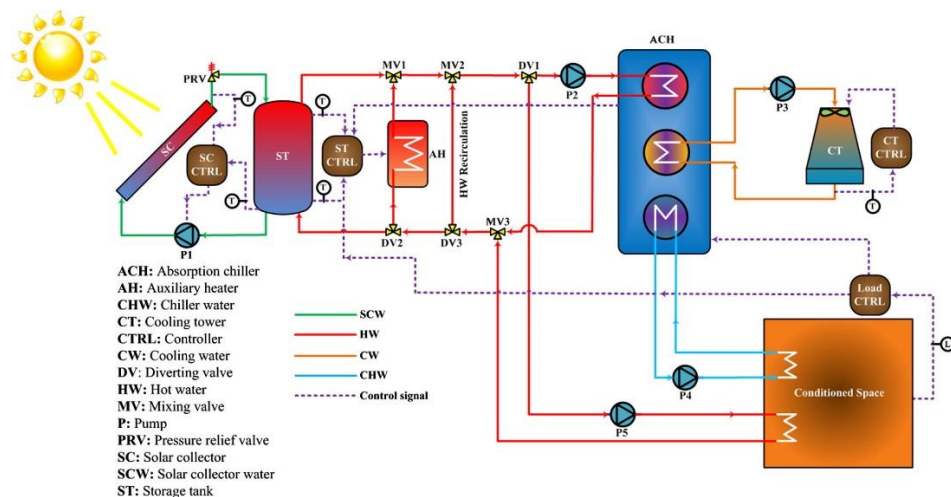 ACH
MV1
MV2
DV1
PRV
P2
P3
SC
SC
CTRL
ST
ST
CTRL
AH
HW Recirculation
CT
CT
CTRL
T
T
T
T
MV3
P1
DV2
DV3
Load
CTRL
L
P4
P5
Conditioned Space
SCW
HW
CW
CHW
Control signal
ACH: Absorption chiller
AH: Auxiliary heater
CHW: Chiller water
CT: Cooling tower
CTRL: Controller
CW: Cooling water
DV: Diverting valve
HW: Hot water
MV: Mixing valve
P: Pump
PRV: Pressure relief valve
SC: Solar collector
SCW: Solar collector water
ST: Storage tank